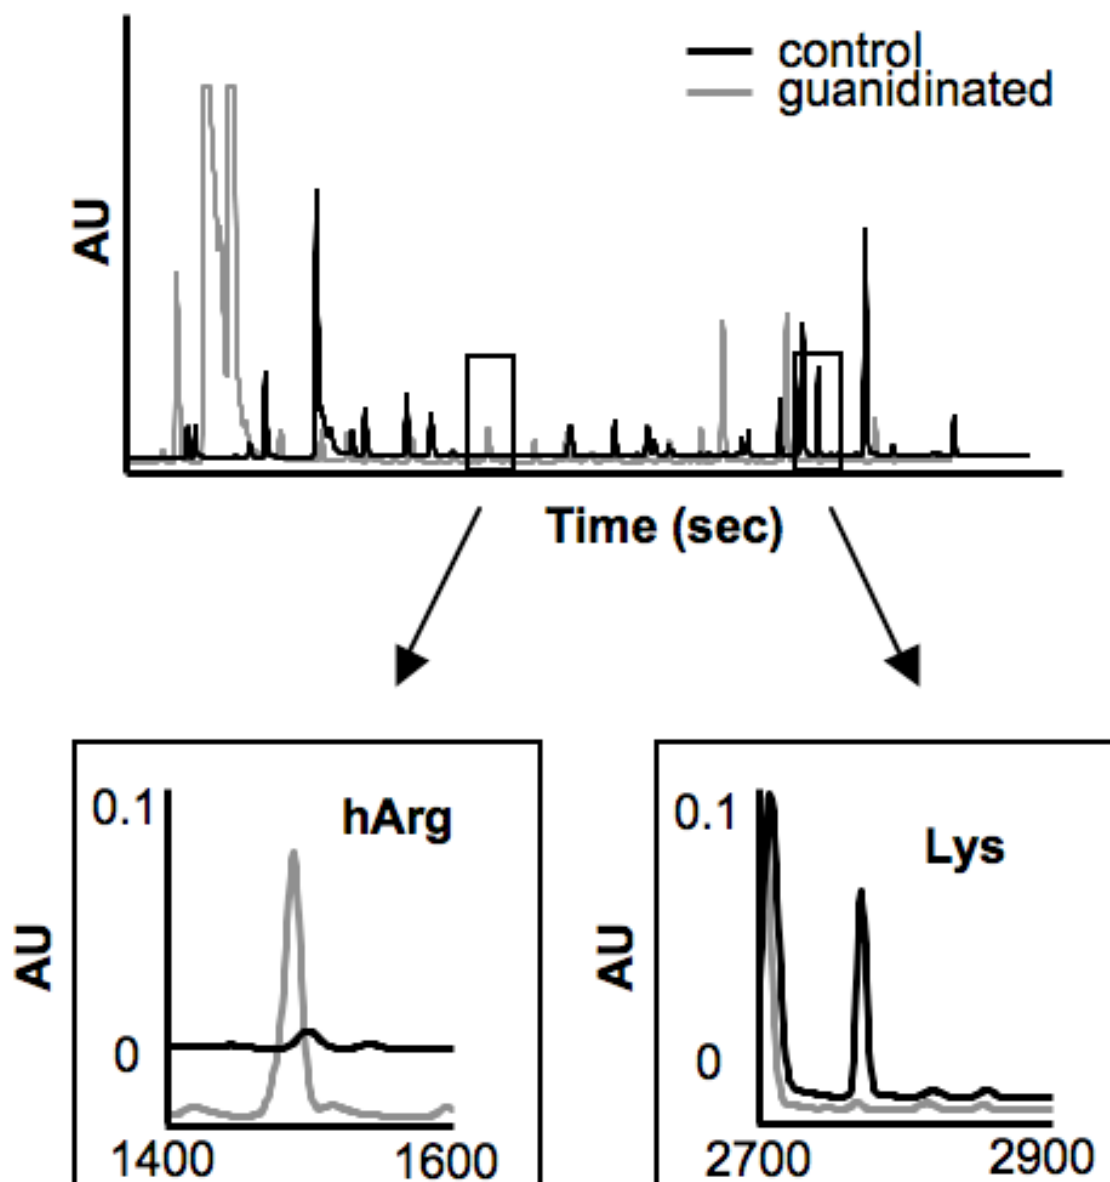 control
guanidinated
AU
Time (sec)
0.1
hArg
AU
0
1400 1600
0.1
Lys
AU
0
2700 2900